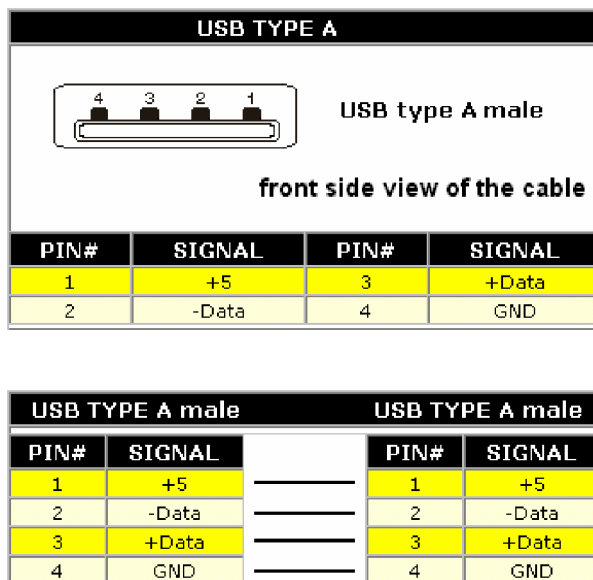 USB TYPE A
4 3 2 1
USB type A male
front side view of the cable
PIN# SIGNAL PIN# SIGNAL
1 +5 3 +Data
2 -Data 4 GND
USB TYPE A male USB TYPE A male
PIN# SIGNAL PIN# SIGNAL
1 +5 1 +5
2 -Data 2 -Data
3 +Data 3 +Data
4 GND 4 GND